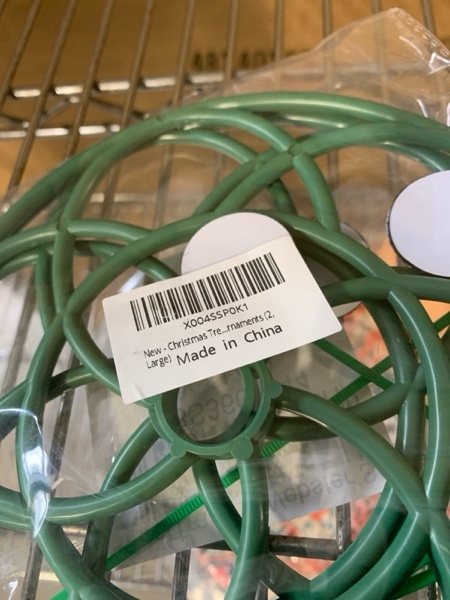 X004SSP0K1
New - Christmas Tre...rnaments (2,
Large) Made in China